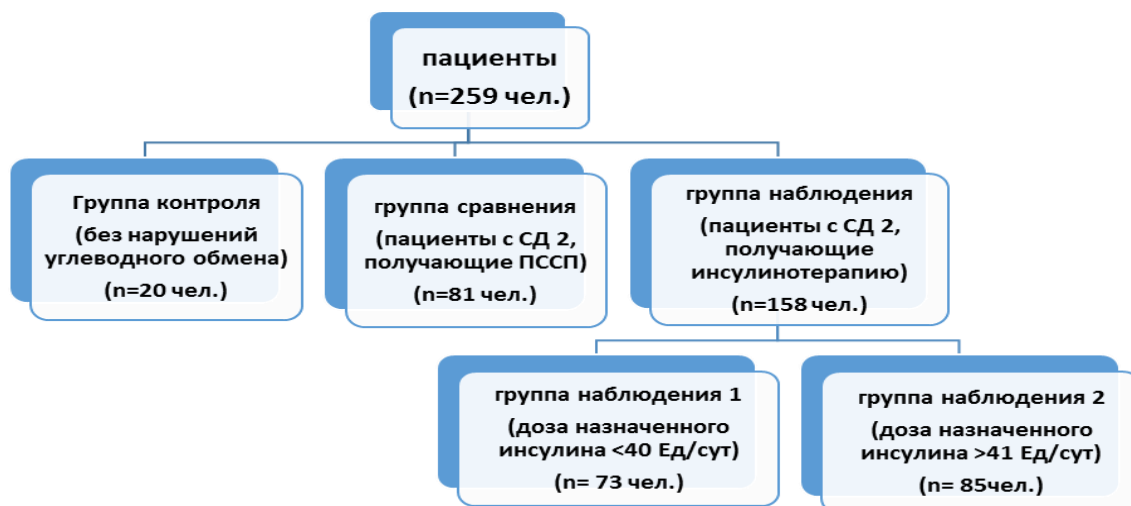 пациенты
(n=259 чел.)
Группа контроля
(без нарушений
углеводного обмена)
(n=20 чел.)
группа сравнения
(пациенты с СД 2,
получающие ПССП)
(n=81 чел.)
группа наблюдения
(пациенты с СД 2,
получающие
инсулинотерапию)
(n=158 чел.)
группа наблюдения 1
(доза назначенного
инсулина <40 Ед/сут)
(n= 73 чел.)
группа наблюдения 2
(доза назначенного
инсулина >41 Ед/сут)
(n= 85чел.)